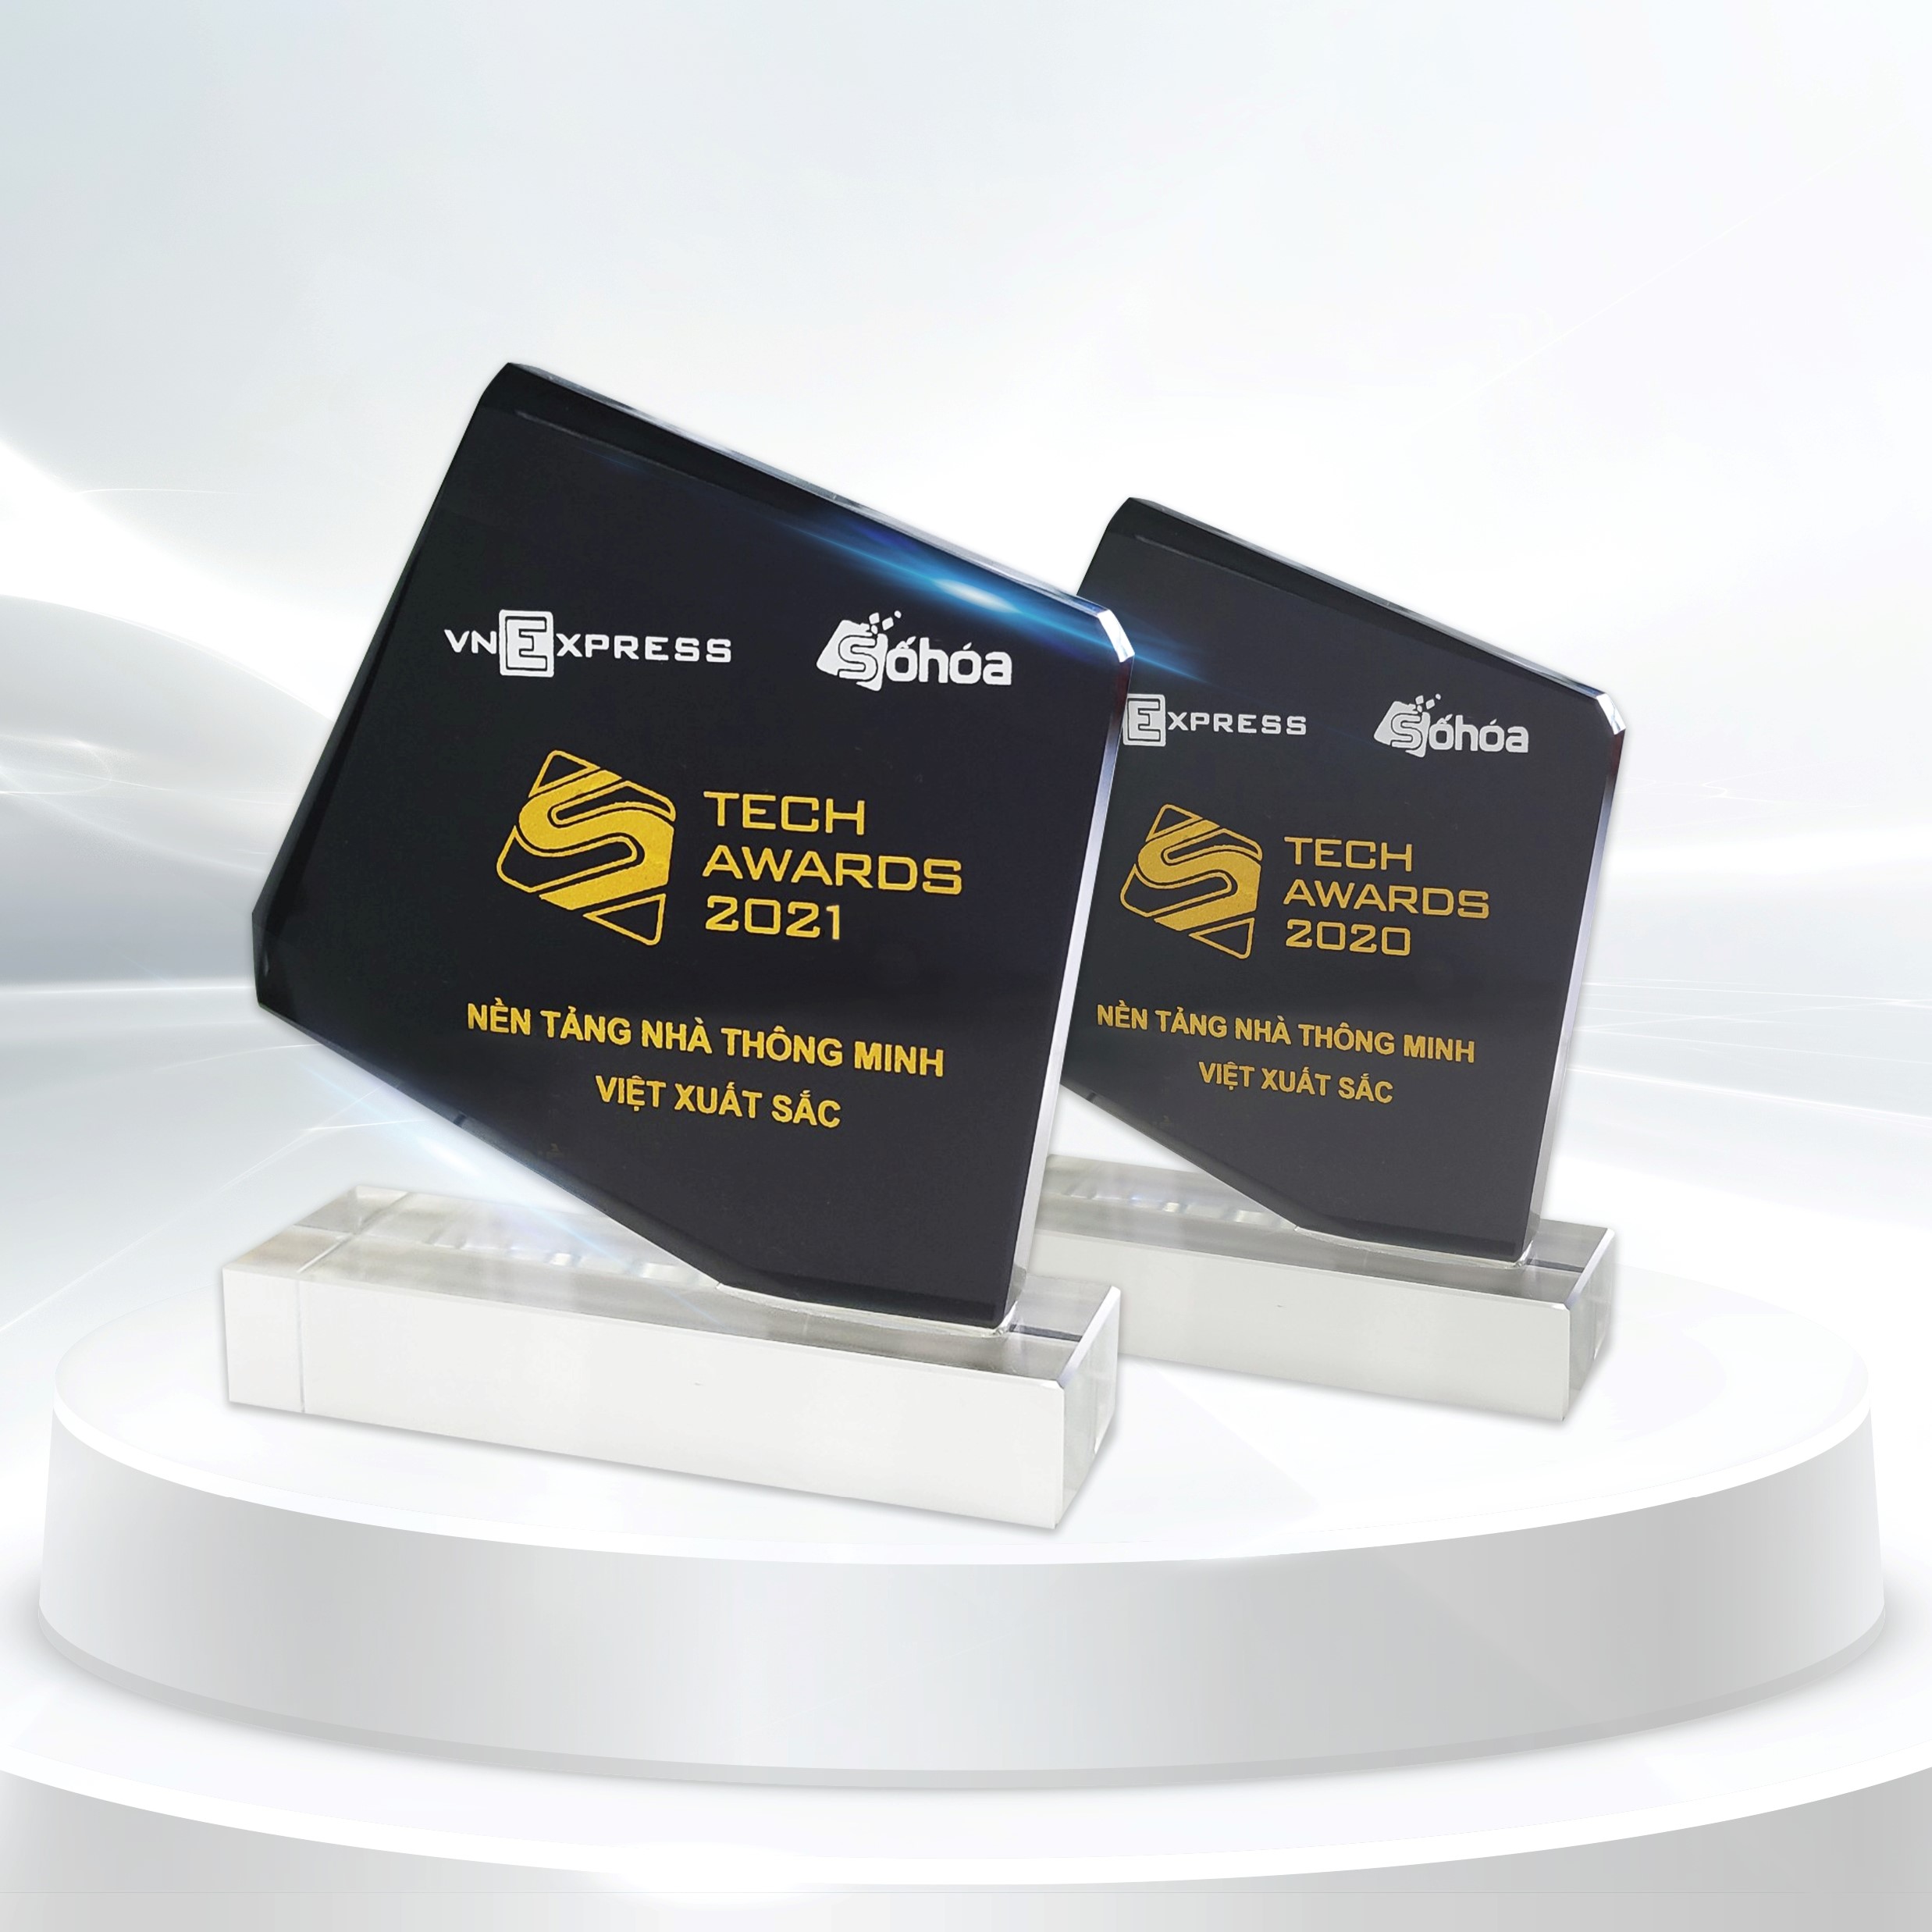 VNEXPRESS
Sốhóa
TECH
AWARDS
2021
NỀN TẢNG NHÀ THÔNG MINH
VIỆT XUẤT SẮC
EXPRESS
Sốhóa
TECH
AWARDS
2020
NỀN TẢNG NHÀ THÔNG MINH
VIỆT XUẤT SẮC